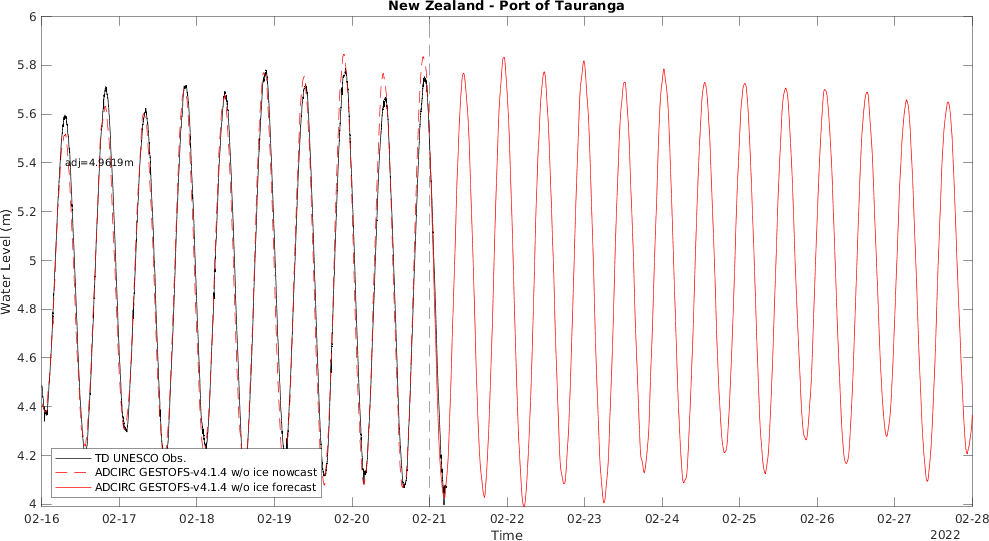 New Zealand - Port of Tauranga
6
5.8
5.6
5.4
5.2
5
4.8
4.6
4.4
4.2
4
Water Level (m)
adj=4.9619m
TD UNESCO Obs.
ADCIRC GESTOFS-v4.1.4 w/o ice nowcast
ADCIRC GESTOFS-v4.1.4 w/o ice forecast
02-16 02-17 02-18 02-19 02-20 02-21 02-22 02-23 02-24 02-25 02-26 02-27 02-28
Time
2022